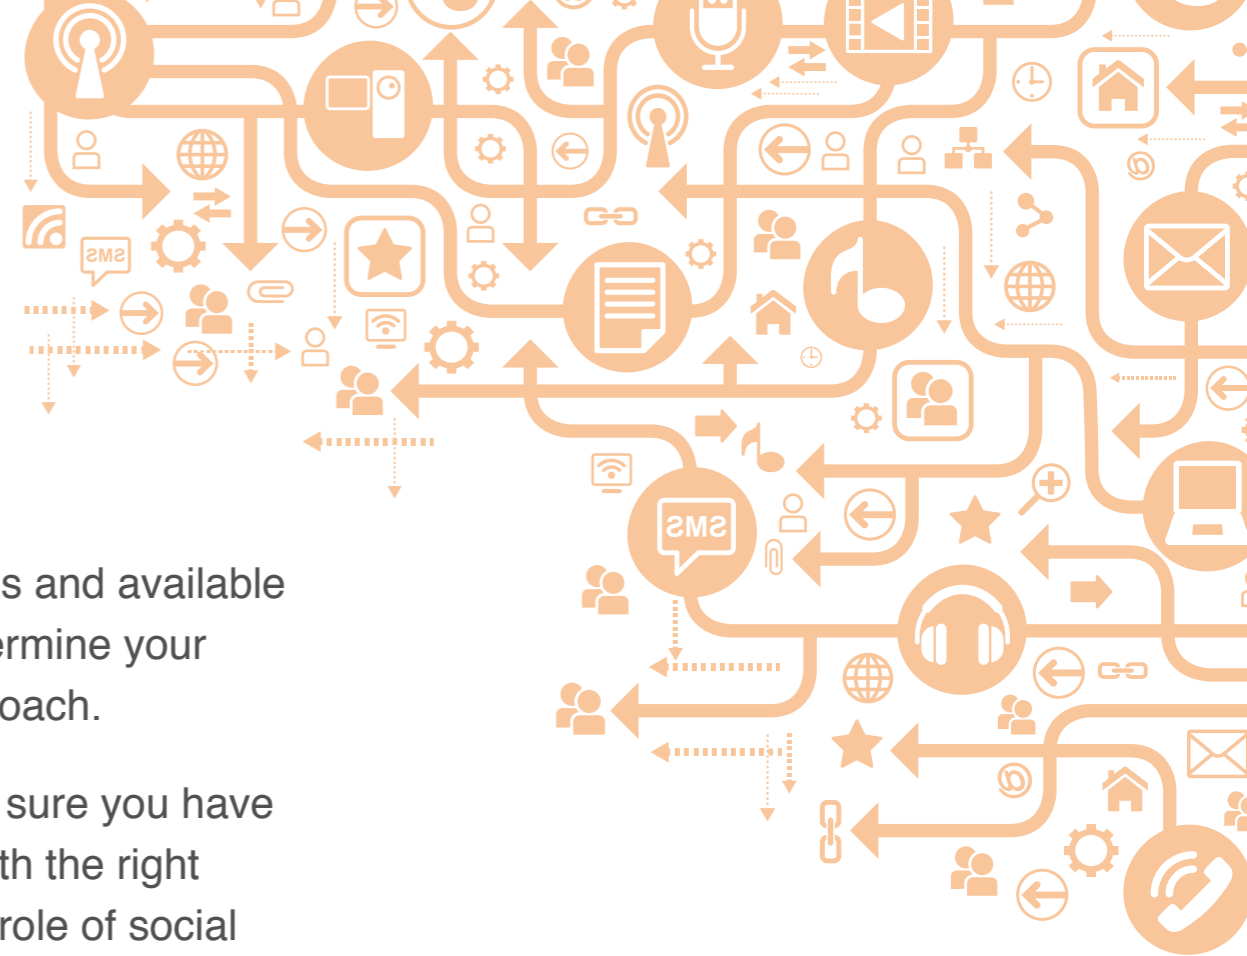 SMS
SMS
s and available
ermine your
oach.
sure you have
th the right
role of social